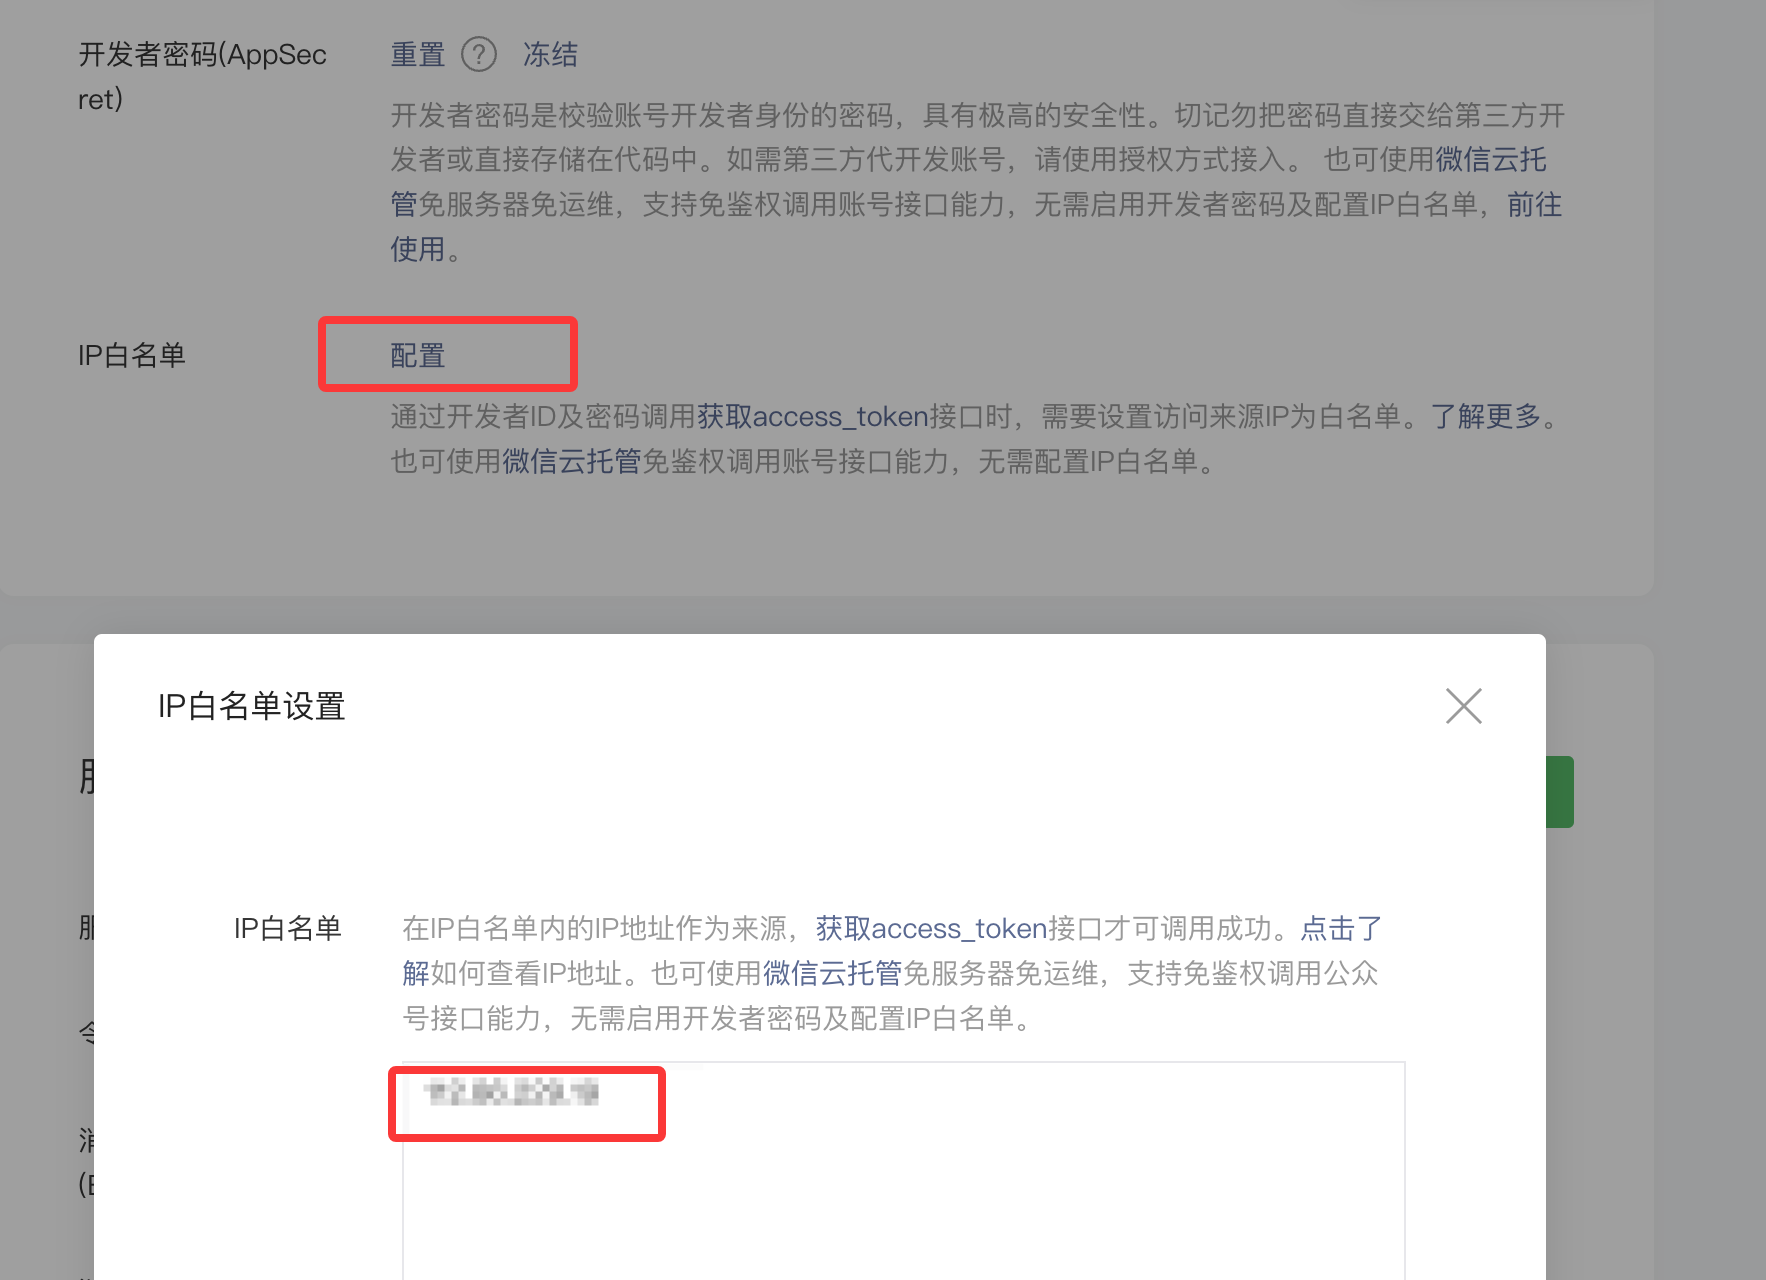 开发者密码(AppSec
ret)
重置 ? 冻结
开发者密码是校验账号开发者身份的密码，具有极高的安全性。切记勿把密码直接交给第三方开
发者或直接存储在代码中。如需第三方代开发账号，请使用授权方式接入。 也可使用微信云托
管免服务器免运维，支持免鉴权调用账号接口能力，无需启用开发者密码及配置IP白名单，前往
使用。
IP白名单
配置
通过开发者ID及密码调用获取access_token接口时，需要设置访问来源IP为白名单。了解更多。
也可使用微信云托管免鉴权调用账号接口能力，无需配置IP白名单。
IP白名单设置
IP白名单
在IP白名单内的IP地址作为来源，获取access_token接口才可调用成功。点击了
解如何查看IP地址。也可使用微信云托管免服务器免运维，支持免鉴权调用公众
号接口能力，无需启用开发者密码及配置IP白名单。
令
(E